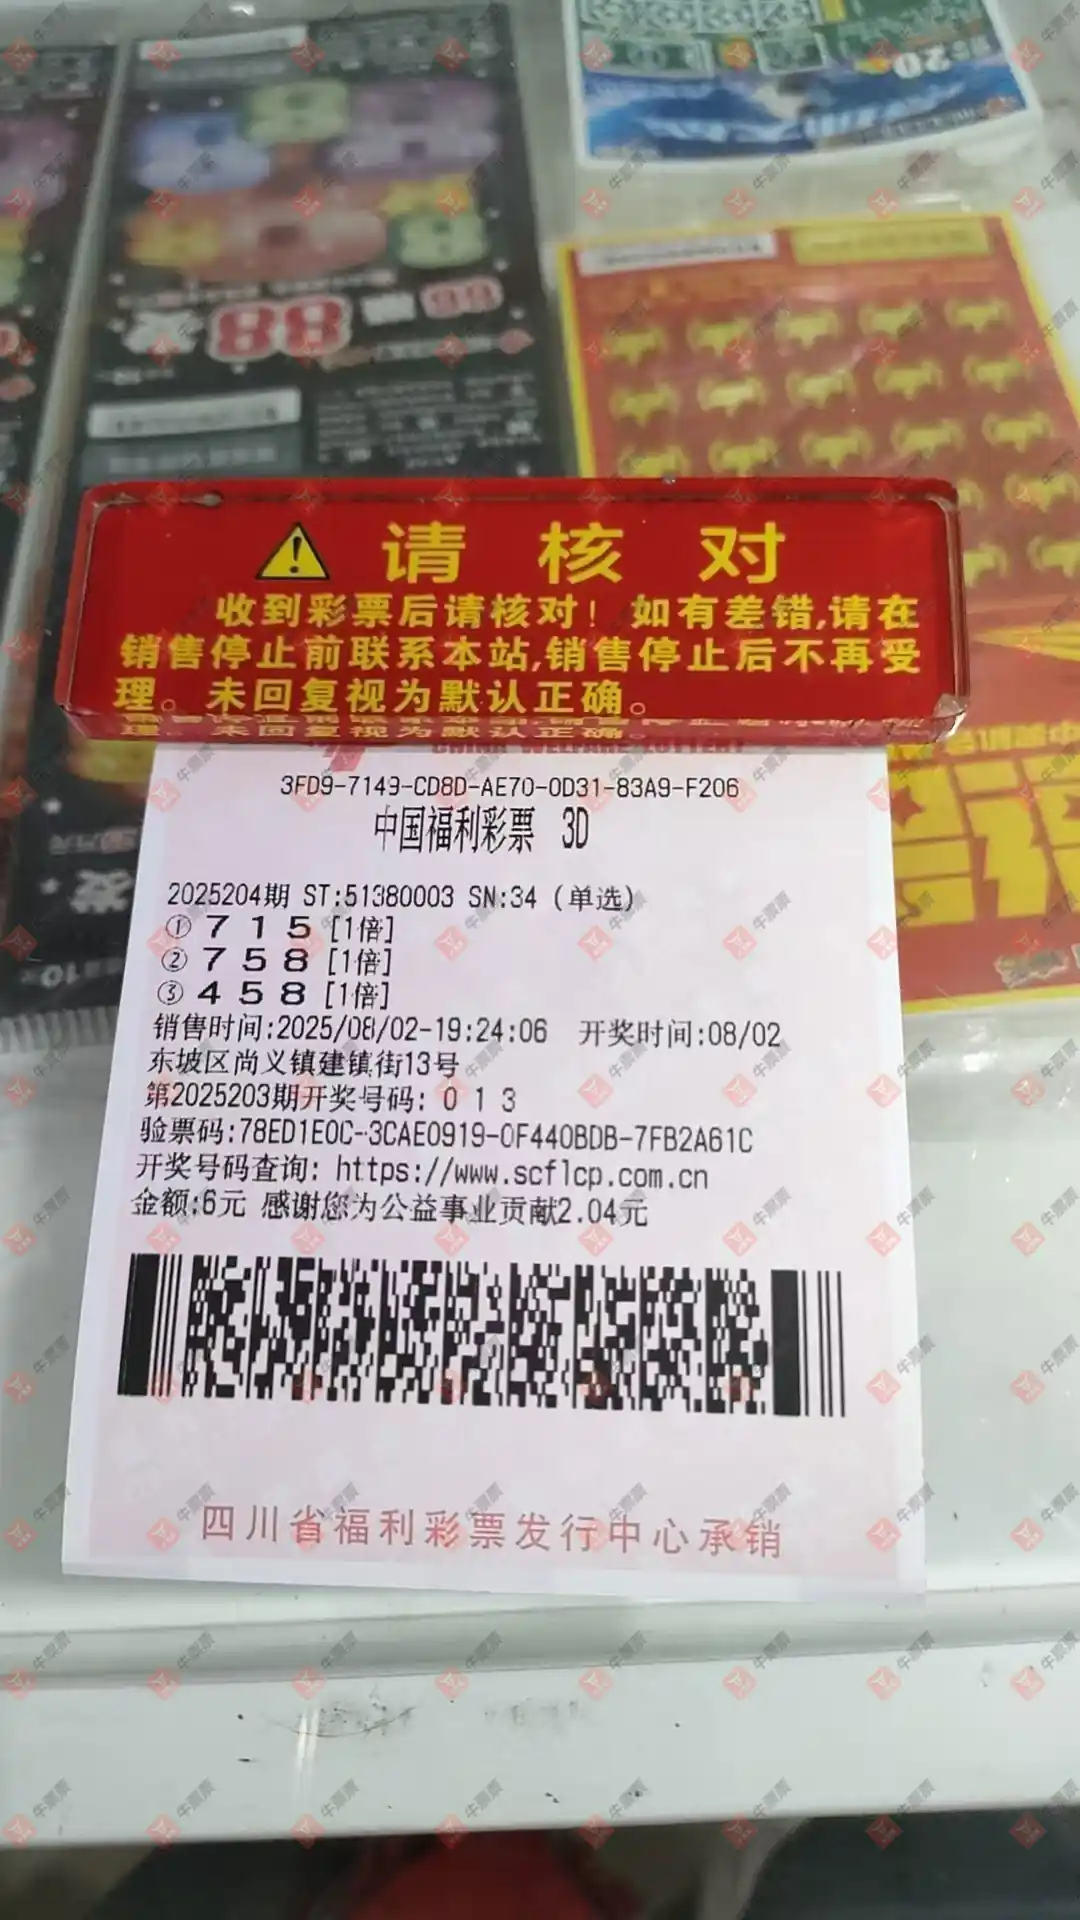 20
88
66
请 核 对
收到彩票后请核对！如有差错,请在
销售停止前联系本站,销售停止后不再受
理。未回复视为默认正确。
CHINA WELFARE LOTTERY
3FD9-7149-CD8D-AE70-0D31-83A9-F206
中国福利彩票 3D
2025204期 ST:51380003 SN:34 (单选)
① 7 1 5 [1倍]
② 7 5 8 [1倍]
③ 4 5 8 [1倍]
销售时间:2025/08/02-19:24:06 开奖时间:08/02
东坡区尚义镇建镇街13号
第2025203期开奖号码: 0 1 3
验票码:78ED1E0C-3CAE0919-0F440BDB-7FB2A61C
开奖号码查询: https://www.scflcp.com.cn
金额:6元 感谢您为公益事业贡献2.04元
四川省福利彩票发行中心承销
牛票票